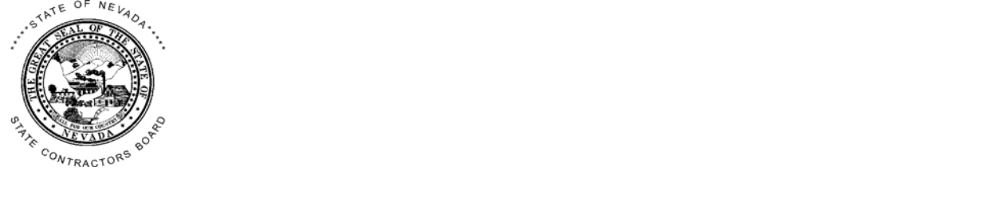 STATE OF NEVADA
THE GREAT SEAL OF THE STATE OF
ALL FOR OUR COUNTRY
NEVADA
STATE CONTRACTORS BOARD